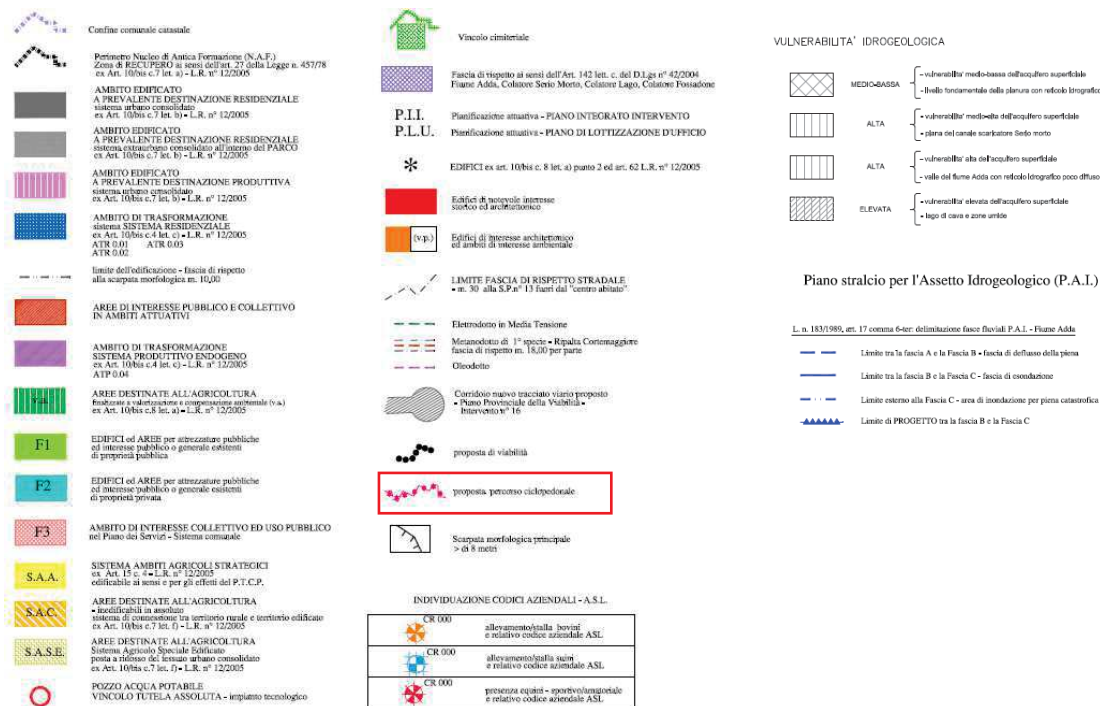 Confine comunale catastale
Perimetro Nucleo di Antica Formazione (N.A.F.)
Zona di RECUPERO ai sensi dell'art. 27 della Legge n. 457/78
ex Art. 10/bis c.7 let. a) - L.R. n° 12/2005
AMBITO EDIFICATO
A PREVALENTE DESTINAZIONE RESIDENZIALE
sistema urbano consolidato
ex Art. 10/bis c.7 let. b) - L.R. n° 12/2005
AMBITO EDIFICATO
A PREVALENTE DESTINAZIONE RESIDENZIALE
sistema extraurbano consolidato all'interno del PARCO
ex Art. 10/bis c.7 let. b) - L.R. n° 12/2005
AMBITO EDIFICATO
A PREVALENTE DESTINAZIONE PRODUTTIVA
sistema urbano consolidato
ex Art. 10/bis c.7 let. b) - L.R. n° 12/2005
AMBITO DI TRASFORMAZIONE
sistema SISTEMA RESIDENZIALE
ex Art. 10/bis c.4 let. c) - L.R. n° 12/2005
ATR 0.01 ATR 0.03
ATR 0.02
limite dell'edificazione - fascia di rispetto
alla scarpata morfologica m. 10,00
AREE DI INTERESSE PUBBLICO E COLLETTIVO
IN AMBITI ATTUATIVI
AMBITO DI TRASFORMAZIONE
SISTEMA PRODUTTIVO ENDOGENO
ex Art. 10/bis c.4 let. c) - L.R. n° 12/2005
ATP 0.04
v.a.
AREE DESTINATE ALL'AGRICOLTURA
finalizzate a valorizzazione e compensazione ambientale (v.a.)
ex Art. 10/bis c.8 let. a) - L.R. n° 12/2005
F1
EDIFICI ed AREE per attrezzature pubbliche
ed interesse pubblico o generale esistenti
di proprietà pubblica
F2
EDIFICI ed AREE per attrezzature pubbliche
ed interesse pubblico o generale esistenti
di proprietà privata
F3
AMBITO DI INTERESSE COLLETTIVO ED USO PUBBLICO
nel Piano dei Servizi - Sistema comunale
S.A.A.
SISTEMA AMBITI AGRICOLI STRATEGICI
ex Art. 15 c. 4 - L.R. n° 12/2005
edificabile ai sensi e per gli effetti del P.T.C.P.
S.A.C.
AREE DESTINATE ALL'AGRICOLTURA
- inedificabili in assoluto
sistema di connessione tra territorio rurale e territorio edificato
ex Art. 10/bis c.7 let. f) - L.R. n° 12/2005
S.A.S.E.
AREE DESTINATE ALL'AGRICOLTURA
Sistema Agricolo Speciale Edificato
posta a ridosso del tessuto urbano consolidato
ex Art. 10/bis c.7 let. f) - L.R. n° 12/2005
POZZO ACQUA POTABILE
VINCOLO TUTELA ASSOLUTA - impianto tecnologico
Vincolo cimiteriale
Fascia di rispetto ai sensi dell'Art. 142 lett. c. del D.Lgs n° 42/2004
Fiume Adda, Colatore Serio Morto, Colatore Lago, Colatore Fossadone
P.I.I. Pianificazione attuativa - PIANO INTEGRATO INTERVENTO
P.L.U. Pianificazione attuativa - PIANO DI LOTTIZZAZIONE D'UFFICIO
* EDIFICI ex art. 10/bis c. 8 let. a) punto 2 ed art. 62 L.R. n° 12/2005
Edifici di notevole interesse
storico ed architettonico
(v.p.)
Edifici di interesse architettonico
ed ambiti di interesse ambientale
LIMITE FASCIA DI RISPETTO STRADALE
- m. 30 alla S.P.n° 13 fuori dal "centro abitato"
Elettrodotto in Media Tensione
Metanodotto di 1° specie - Ripalta Cortemaggiore
fascia di rispetto m. 18,00 per parte
Oleodotto
Corridoio nuovo tracciato viario proposto
- Piano Provinciale della Viabilità -
Intervento n° 16
proposta di viabilità
proposta percorso ciclopedonale
Scarpata morfologica principale
> di 8 metri
INDIVIDUAZIONE CODICI AZIENDALI - A.S.L.
CR 000
allevamento/stalla bovini
e relativo codice aziendale ASL
CR 000
allevamento/stalla suini
e relativo codice aziendale ASL
CR 000
presenza equini - sportivo/amatoriale
e relativo codice aziendale ASL
VULNERABILITA' IDROGEOLOGICA
MEDIO-BASSA
- vulnerabilita' medio-bassa dell'acquifero superficiale
- livello fondamentale della pianura con reticolo idrografico
ALTA
- vulnerabilita' medio-alta dell'acquifero superficiale
- piana del canale scaricatore Serio morto
ALTA
- vulnerabilita' alta dell'acquifero superficiale
- valle del fiume Adda con reticolo idrografico poco diffuso
ELEVATA
- vulnerabilita' elevata dell'acquifero superficiale
- lago di cava e zone umide
Piano stralcio per l'Assetto Idrogeologico (P.A.I.)
L. n. 183/1989, art. 17 comma 6-ter: delimitazione fasce fluviali P.A.I. - Fiume Adda
Limite tra la fascia A e la Fascia B - fascia di deflusso della piena
Limite tra la fascia B e la Fascia C - fascia di esondazione
Limite esterno alla Fascia C - area di inondazione per piena catastrofica
Limite di PROGETTO tra la fascia B e la Fascia C